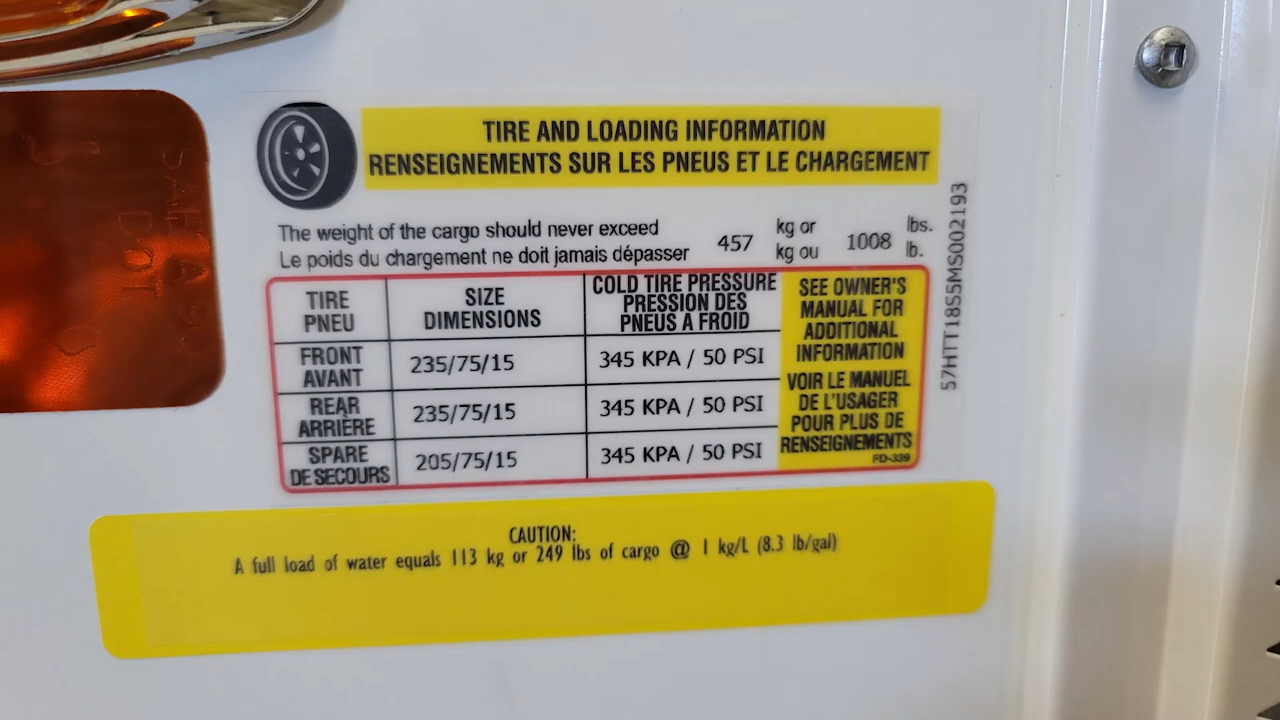 TIRE AND LOADING INFORMATION
RENSEIGNEMENTS SUR LES PNEUS ET LE CHARGEMENT
The weight of the cargo should never exceed 457 kg or 1008 lbs.
Le poids du chargement ne doit jamais dépasser kg ou lb.
TIRE
PNEU
SIZE
DIMENSIONS
COLD TIRE PRESSURE
PRESSION DES
PNEUS A FROID
FRONT
AVANT
235/75/15
345 KPA / 50 PSI
REAR
ARRIÈRE
235/75/15
345 KPA / 50 PSI
SPARE
DE SECOURS
205/75/15
345 KPA / 50 PSI
SEE OWNER'S
MANUAL FOR
ADDITIONAL
INFORMATION
VOIR LE MANUEL
DE L'USAGER
POUR PLUS DE
RENSEIGNEMENTS
FD-339
57HTT18S5MS002193
CAUTION:
A full load of water equals 113 kg or 249 lbs of cargo @ 1 kg/L (8.3 lb/gal)
DOT